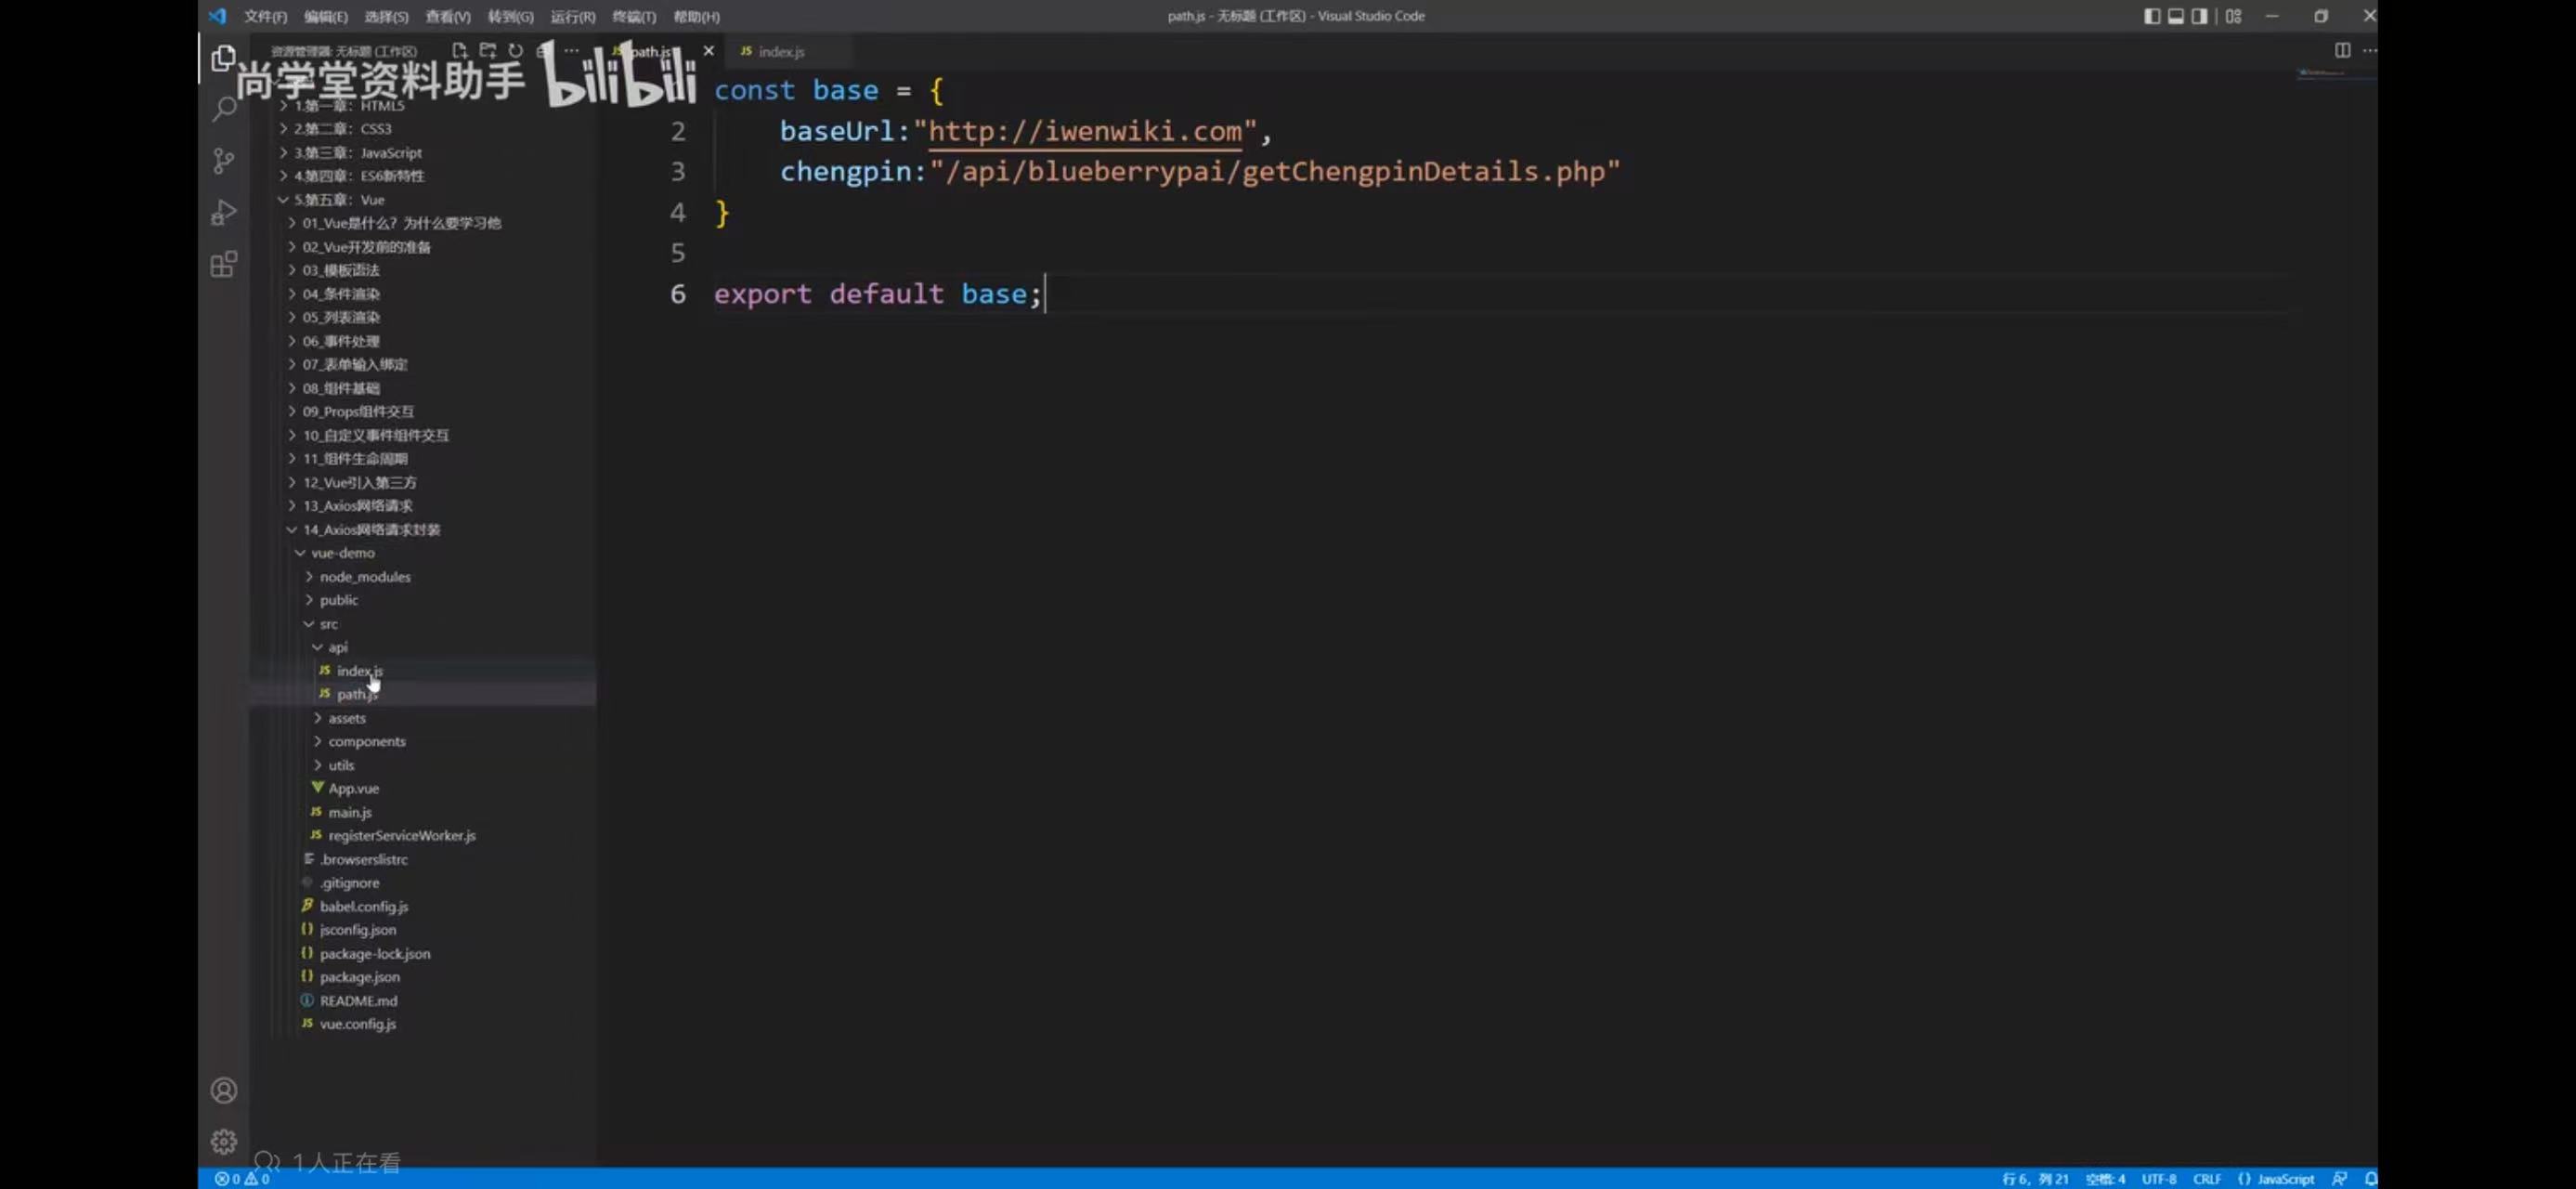 文件(F) 编辑(E) 选择(S) 查看(V) 转到(G) 运行(R) 终端(T) 帮助(H)
path.js - 无标题 (工作区) - Visual Studio Code
资源管理器: 无标题 (工作区)
path.js
index.js
尚学堂资料助手 bilibili
1.第一章：HTML5
2.第二章：CSS3
3.第三章：JavaScript
4.第四章：ES6新特性
5.第五章：Vue
01_Vue是什么？为什么要学习他
02_Vue开发前的准备
03_模板语法
04_条件渲染
05_列表渲染
06_事件处理
07_表单输入绑定
08_组件基础
09_Props组件交互
10_自定义事件组件交互
11_组件生命周期
12_Vue引入第三方
13_Axios网络请求
14_Axios网络请求封装
vue-demo
node_modules
public
src
api
JS index.js
JS path.js
assets
components
utils
App.vue
JS main.js
JS registerServiceWorker.js
.browserslistrc
.gitignore
babel.config.js
{} jsconfig.json
{} package-lock.json
{} package.json
README.md
JS vue.config.js
const base = {
2 baseUrl:"http://iwenwiki.com",
3 chengpin:"/api/blueberrypai/getChengpinDetails.php"
4 }
5
6 export default base;
1人正在看
0 0
行 6，列 21 空格: 4 UTF-8 CRLF {} JavaScript